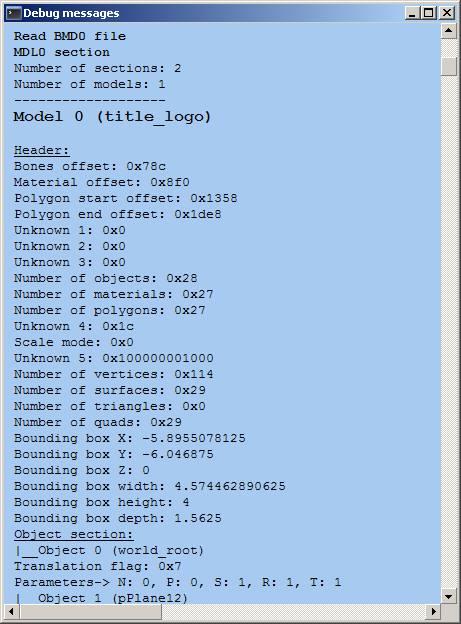 Debug messages
Read BMD0 file
MDL0 section
Number of sections: 2
Number of models: 1
-------------------
Model 0 (title_logo)
Header:
Bones offset: 0x78c
Material offset: 0x8f0
Polygon start offset: 0x1358
Polygon end offset: 0x1de8
Unknown 1: 0x0
Unknown 2: 0x0
Unknown 3: 0x0
Number of objects: 0x28
Number of materials: 0x27
Number of polygons: 0x27
Unknown 4: 0x1c
Scale mode: 0x0
Unknown 5: 0x100000001000
Number of vertices: 0x114
Number of surfaces: 0x29
Number of triangles: 0x0
Number of quads: 0x29
Bounding box X: -5.8955078125
Bounding box Y: -6.046875
Bounding box Z: 0
Bounding box width: 4.574462890625
Bounding box height: 4
Bounding box depth: 1.5625
Object section:
|__Object 0 (world_root)
Translation flag: 0x7
Parameters-> N: 0, P: 0, S: 1, R: 1, T: 1
|__Object 1 (pPlane12)